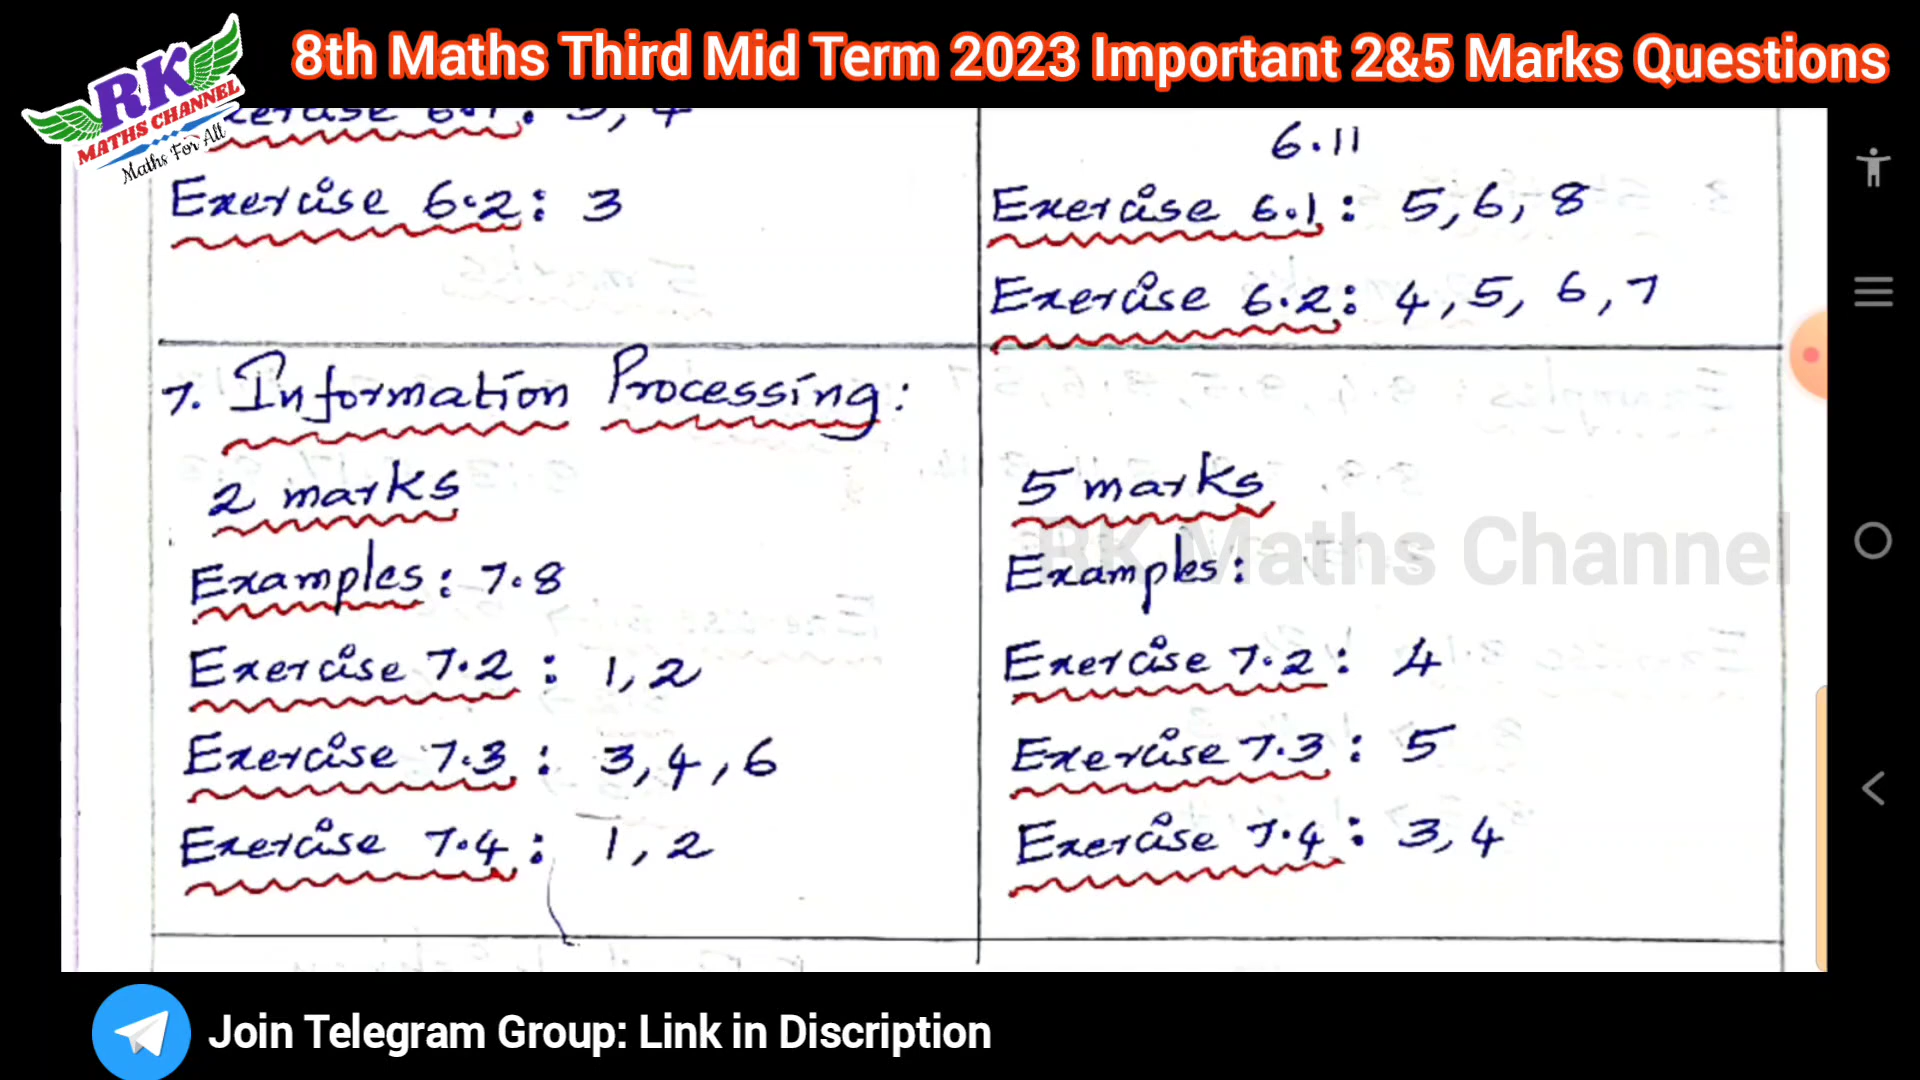 8th Maths Third Mid Term 2023 Important 2&5 Marks Questions
RK
MATHS CHANNEL
Maths For All
Exercise 6.2: 3
7. Information Processing:
2 marks
Examples: 7.8
Exercise 7.2 : 1, 2
Exercise 7.3 : 3, 4, 6
Exercise 7.4 : 1, 2
6.11
Exercise 6.1 : 5, 6, 8
Exercise 6.2: 4, 5, 6, 7
5 marks
Examples:
Exercise 7.2 : 4
Exercise 7.3 : 5
Exercise 7.4 : 3, 4
RK Maths Channel
Join Telegram Group: Link in Discription